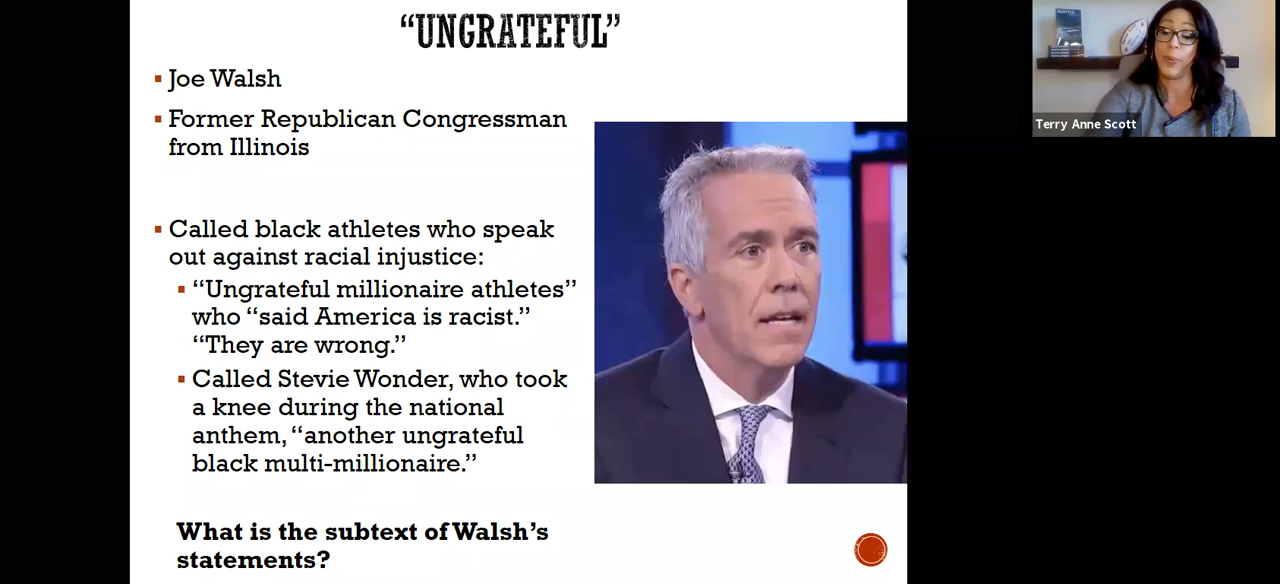 “UNGRATEFUL”
Joe Walsh
Former Republican Congressman
from Illinois
Called black athletes who speak
out against racial injustice:
“Ungrateful millionaire athletes”
who “said America is racist.”
“They are wrong.”
Called Stevie Wonder, who took
a knee during the national
anthem, “another ungrateful
black multi-millionaire.”
What is the subtext of Walsh’s
statements?
Terry Anne Scott